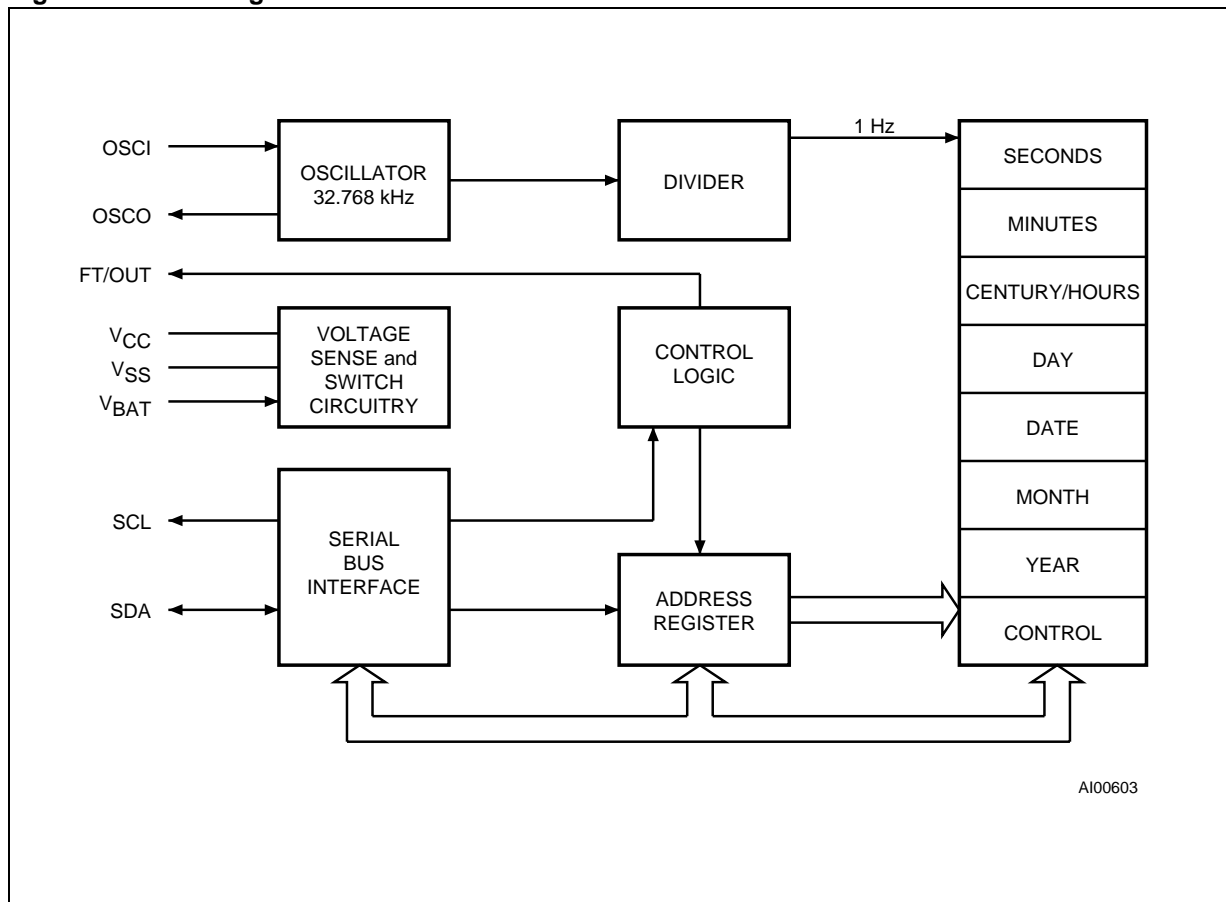 OSCI
OSCO
FT/OUT
VCC
VSS
VBAT
SCL
SDA
OSCILLATOR
32.768 kHz
VOLTAGE
SENSE and
SWITCH
CIRCUITRY
SERIAL
BUS
INTERFACE
DIVIDER
CONTROL
LOGIC
ADDRESS
REGISTER
1 Hz
SECONDS
MINUTES
CENTURY/HOURS
DAY
DATE
MONTH
YEAR
CONTROL
AI00603